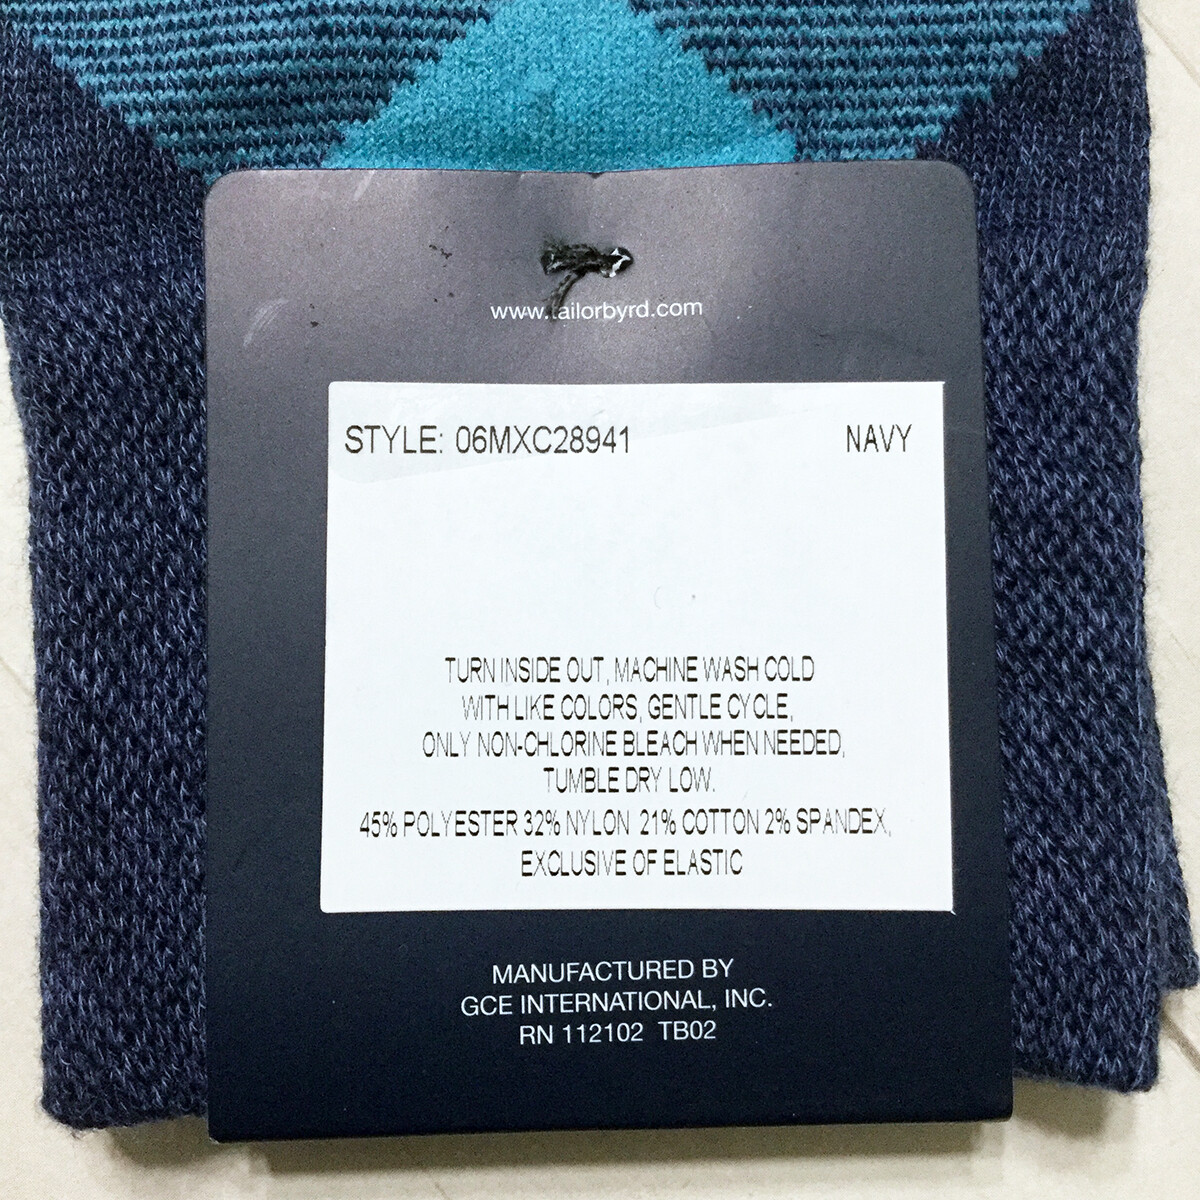 www.tailorbyrd.com
STYLE: 06MXC28941 NAVY
TURN INSIDE OUT, MACHINE WASH COLD
WITH LIKE COLORS, GENTLE CYCLE,
ONLY NON-CHLORINE BLEACH WHEN NEEDED,
TUMBLE DRY LOW.
45% POLYESTER 32% NYLON 21% COTTON 2% SPANDEX,
EXCLUSIVE OF ELASTIC
MANUFACTURED BY
GCE INTERNATIONAL, INC.
RN 112102 TB02